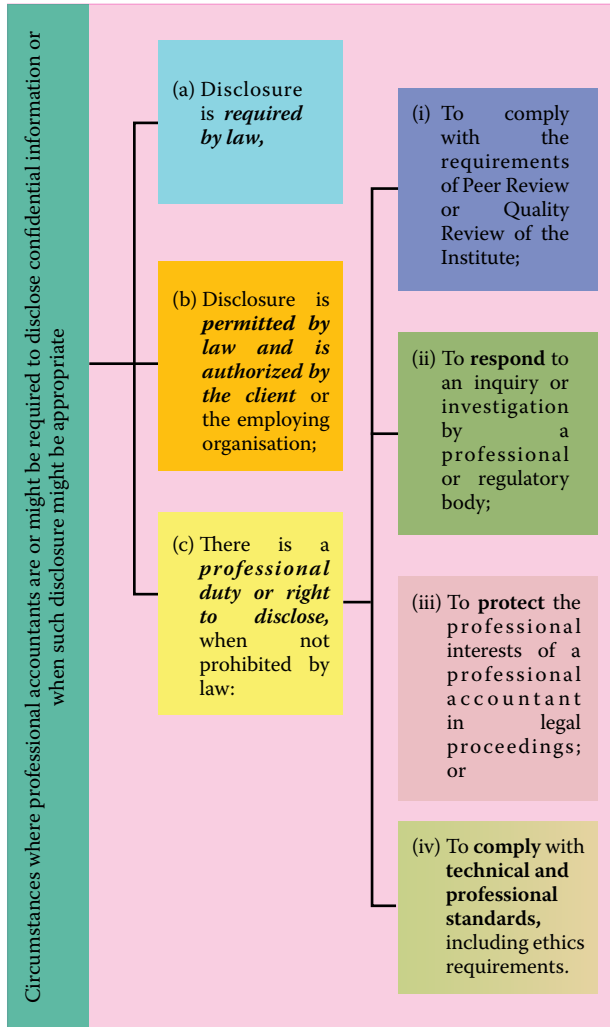 Circumstances where professional accountants are or might be required to disclose confidential information or
when such disclosure might be appropriate
(a) Disclosure
is required
by law,
(b) Disclosure is
permitted by
law and is
authorized by
the client or
the employing
organisation;
(c) There is a
professional
duty or right
to disclose,
when not
prohibited by
law:
(i) To comply
with the
requirements
of Peer Review
or Quality
Review of the
Institute;
(ii) To respond to
an inquiry or
investigation
by a
professional
or regulatory
body;
(iii) To protect the
professional
interests of a
professional
accountant
in legal
proceedings;
or
(iv) To comply with
technical and
professional
standards,
including ethics
requirements.